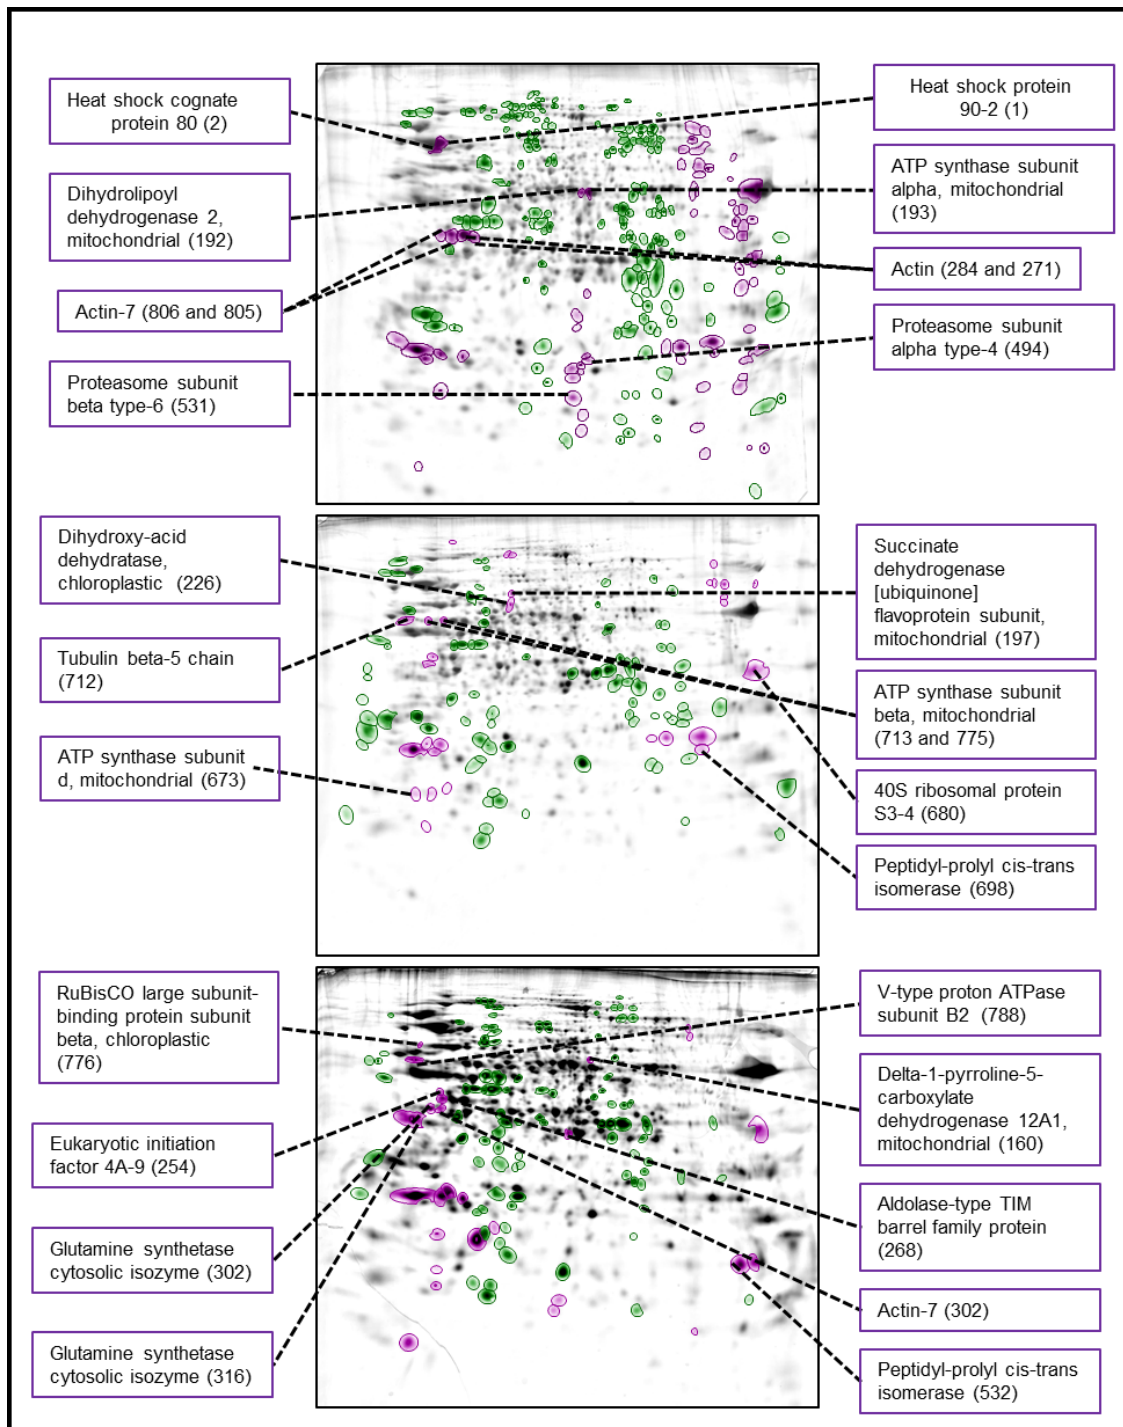 Heat shock cognate
protein 80 (2)
Heat shock protein
90-2 (1)
Dihydrolipoyl
dehydrogenase 2,
mitochondrial (192)
ATP synthase subunit
alpha, mitochondrial
(193)
Actin (284 and 271)
Actin-7 (806 and 805)
Proteasome subunit
alpha type-4 (494)
Proteasome subunit
beta type-6 (531)
Dihydroxy-acid
dehydratase,
chloroplastic (226)
Succinate
dehydrogenase
[ubiquinone]
flavoprotein subunit,
mitochondrial (197)
Tubulin beta-5 chain
(712)
ATP synthase subunit
beta, mitochondrial
(713 and 775)
ATP synthase subunit
d, mitochondrial (673)
40S ribosomal protein
S3-4 (680)
Peptidyl-prolyl cis-trans
isomerase (698)
RuBisCO large subunit-
binding protein subunit
beta, chloroplastic
(776)
V-type proton ATPase
subunit B2 (788)
Delta-1-pyrroline-5-
carboxylate
dehydrogenase 12A1,
mitochondrial (160)
Eukaryotic initiation
factor 4A-9 (254)
Aldolase-type TIM
barrel family protein
(268)
Glutamine synthetase
cytosolic isozyme (302)
Actin-7 (302)
Glutamine synthetase
cytosolic isozyme (316)
Peptidyl-prolyl cis-trans
isomerase (532)